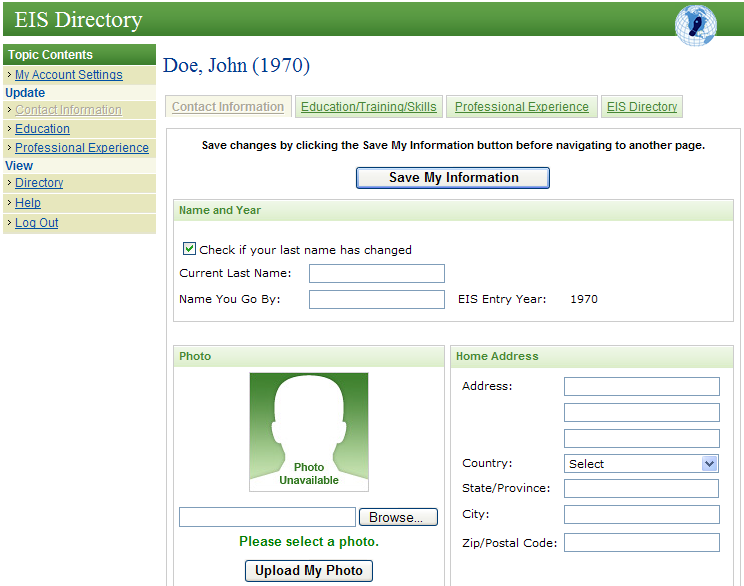 EIS Directory
Topic Contents
My Account Settings
Update
Contact Information
Education
Professional Experience
View
Directory
Help
Log Out
Doe, John (1970)
Contact Information Education/Training/Skills Professional Experience EIS Directory
Save changes by clicking the Save My Information button before navigating to another page.
Save My Information
Name and Year
Check if your last name has changed
Current Last Name:
Name You Go By: EIS Entry Year: 1970
Photo
Photo
Unavailable
Browse...
Please select a photo.
Upload My Photo
Home Address
Address:
Country: Select
State/Province:
City:
Zip/Postal Code: